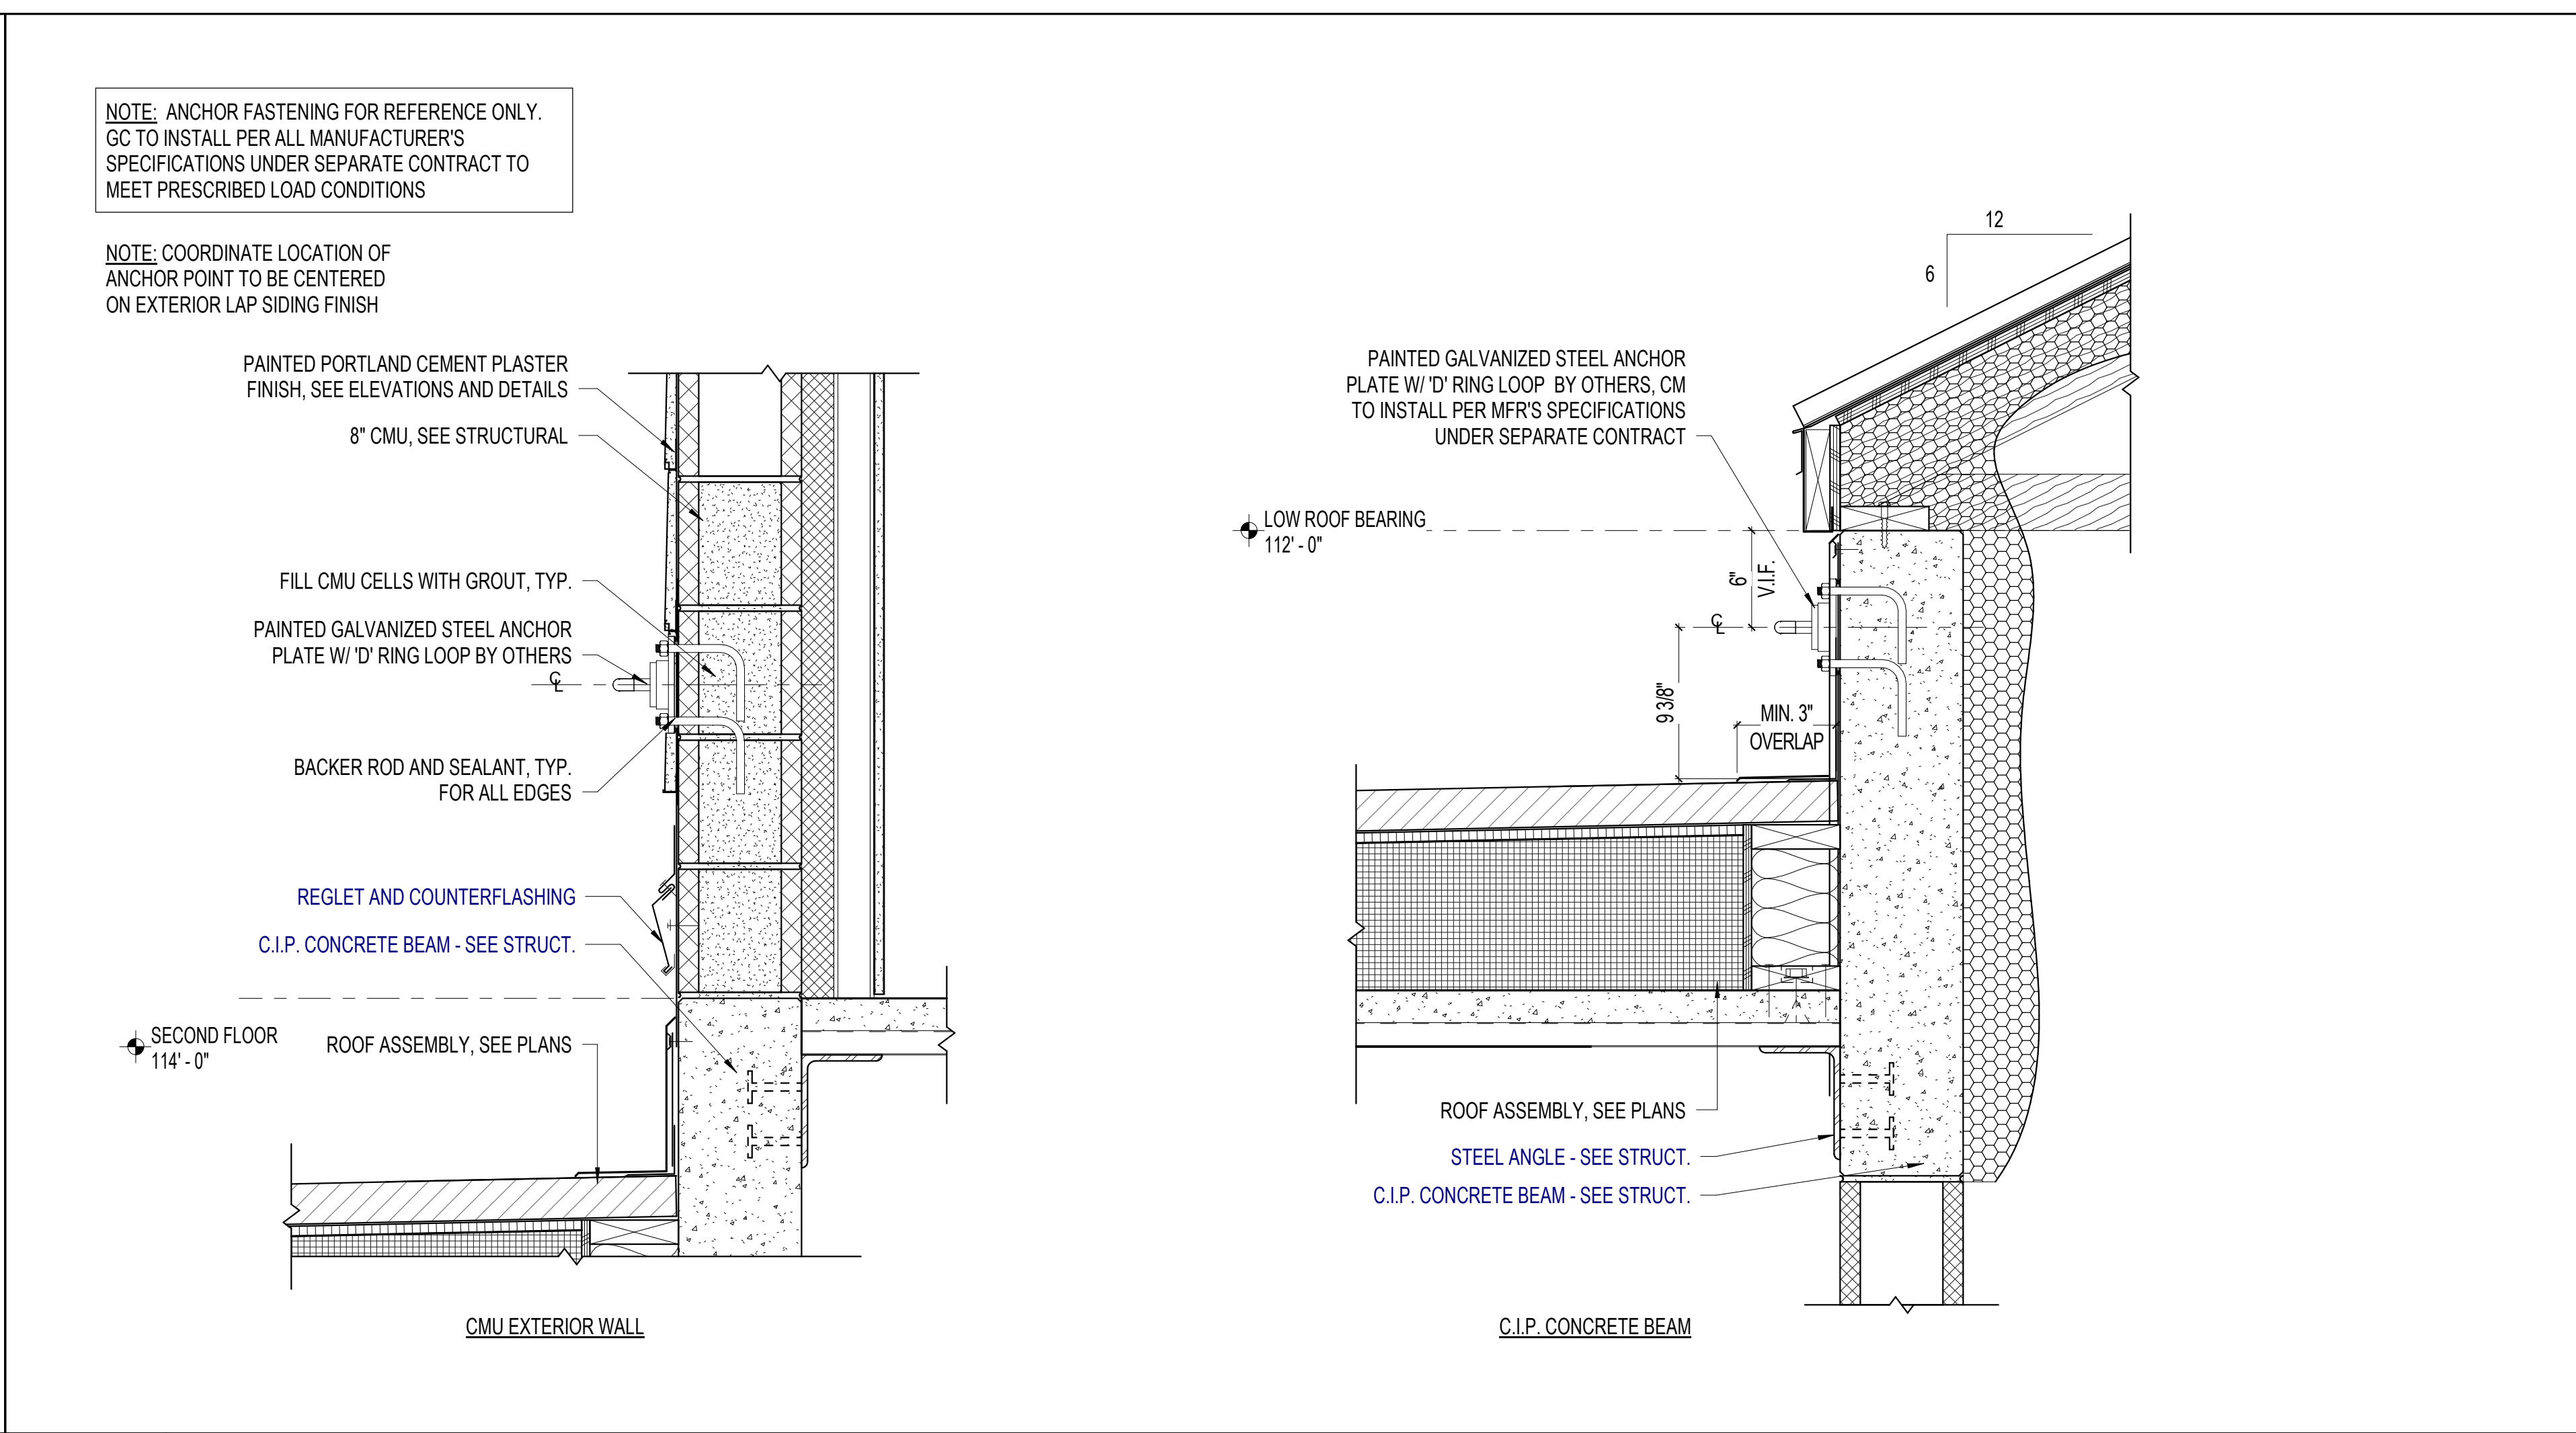 NOTE: ANCHOR FASTENING FOR REFERENCE ONLY.
GC TO INSTALL PER ALL MANUFACTURER'S
SPECIFICATIONS UNDER SEPARATE CONTRACT TO
MEET PRESCRIBED LOAD CONDITIONS
NOTE: COORDINATE LOCATION OF
ANCHOR POINT TO BE CENTERED
ON EXTERIOR LAP SIDING FINISH
PAINTED PORTLAND CEMENT PLASTER
FINISH, SEE ELEVATIONS AND DETAILS
8" CMU, SEE STRUCTURAL
FILL CMU CELLS WITH GROUT, TYP.
PAINTED GALVANIZED STEEL ANCHOR
PLATE W/ 'D' RING LOOP BY OTHERS
℄
BACKER ROD AND SEALANT, TYP.
FOR ALL EDGES
REGLET AND COUNTERFLASHING
C.I.P. CONCRETE BEAM - SEE STRUCT.
SECOND FLOOR
114' - 0"
ROOF ASSEMBLY, SEE PLANS
CMU EXTERIOR WALL
12
6
PAINTED GALVANIZED STEEL ANCHOR
PLATE W/ 'D' RING LOOP BY OTHERS, CM
TO INSTALL PER MFR'S SPECIFICATIONS
UNDER SEPARATE CONTRACT
LOW ROOF BEARING
112' - 0"
6"
V.I.F.
℄
9 3/8"
MIN. 3"
OVERLAP
ROOF ASSEMBLY, SEE PLANS
STEEL ANGLE - SEE STRUCT.
C.I.P. CONCRETE BEAM - SEE STRUCT.
C.I.P. CONCRETE BEAM